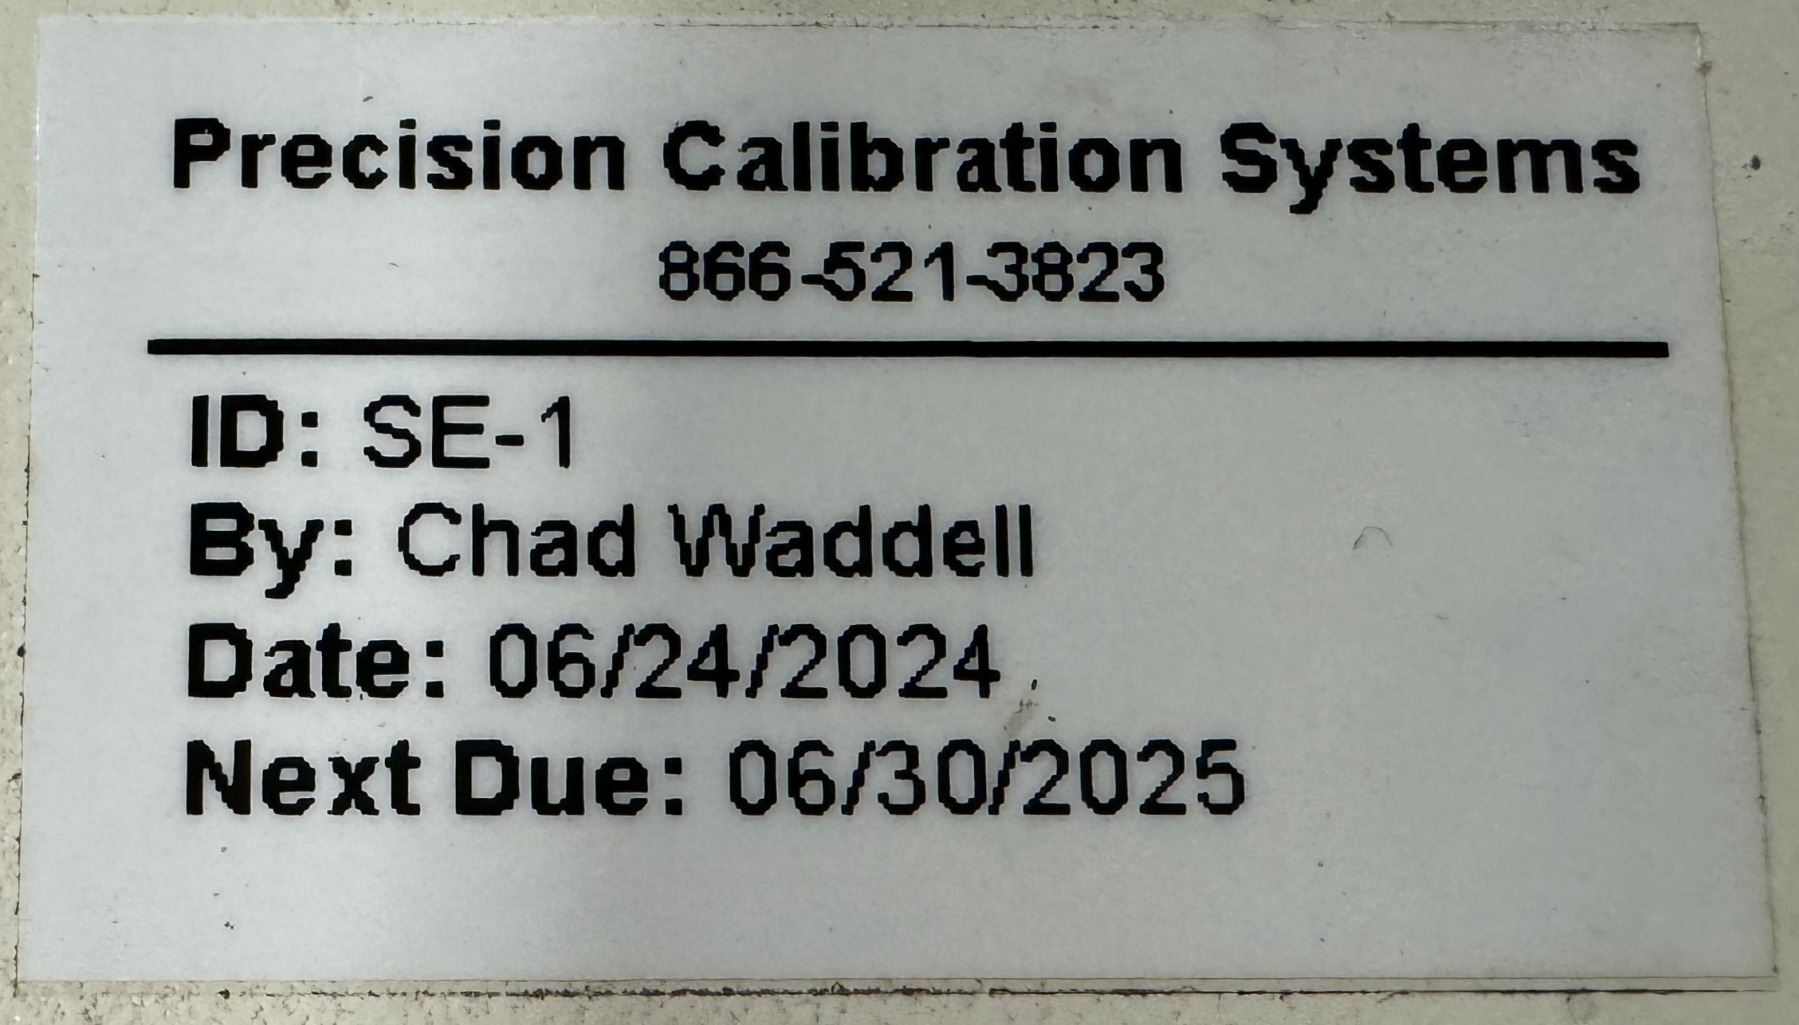 Precision Calibration Systems
866-521-3823
ID: SE-1
By: Chad Waddell
Date: 06/24/2024
Next Due: 06/30/2025